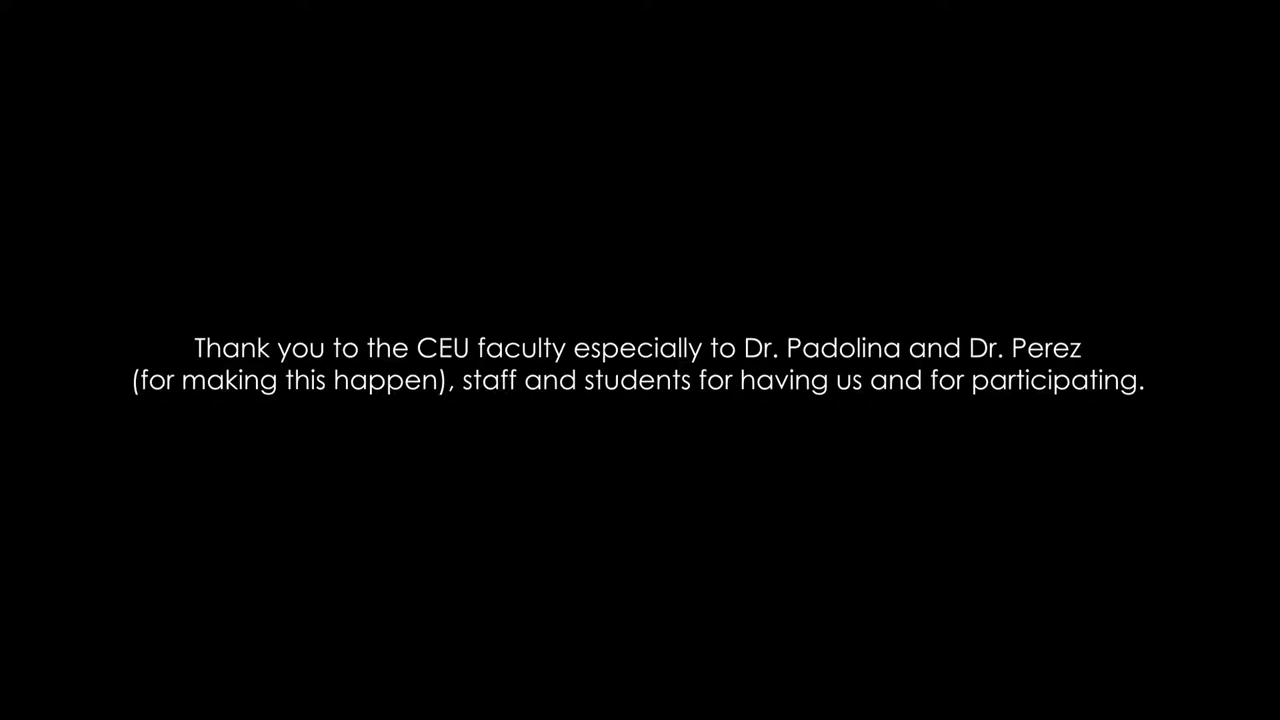 Thank you to the CEU faculty especially to Dr. Padolina and Dr. Perez
(for making this happen), staff and students for having us and for participating.